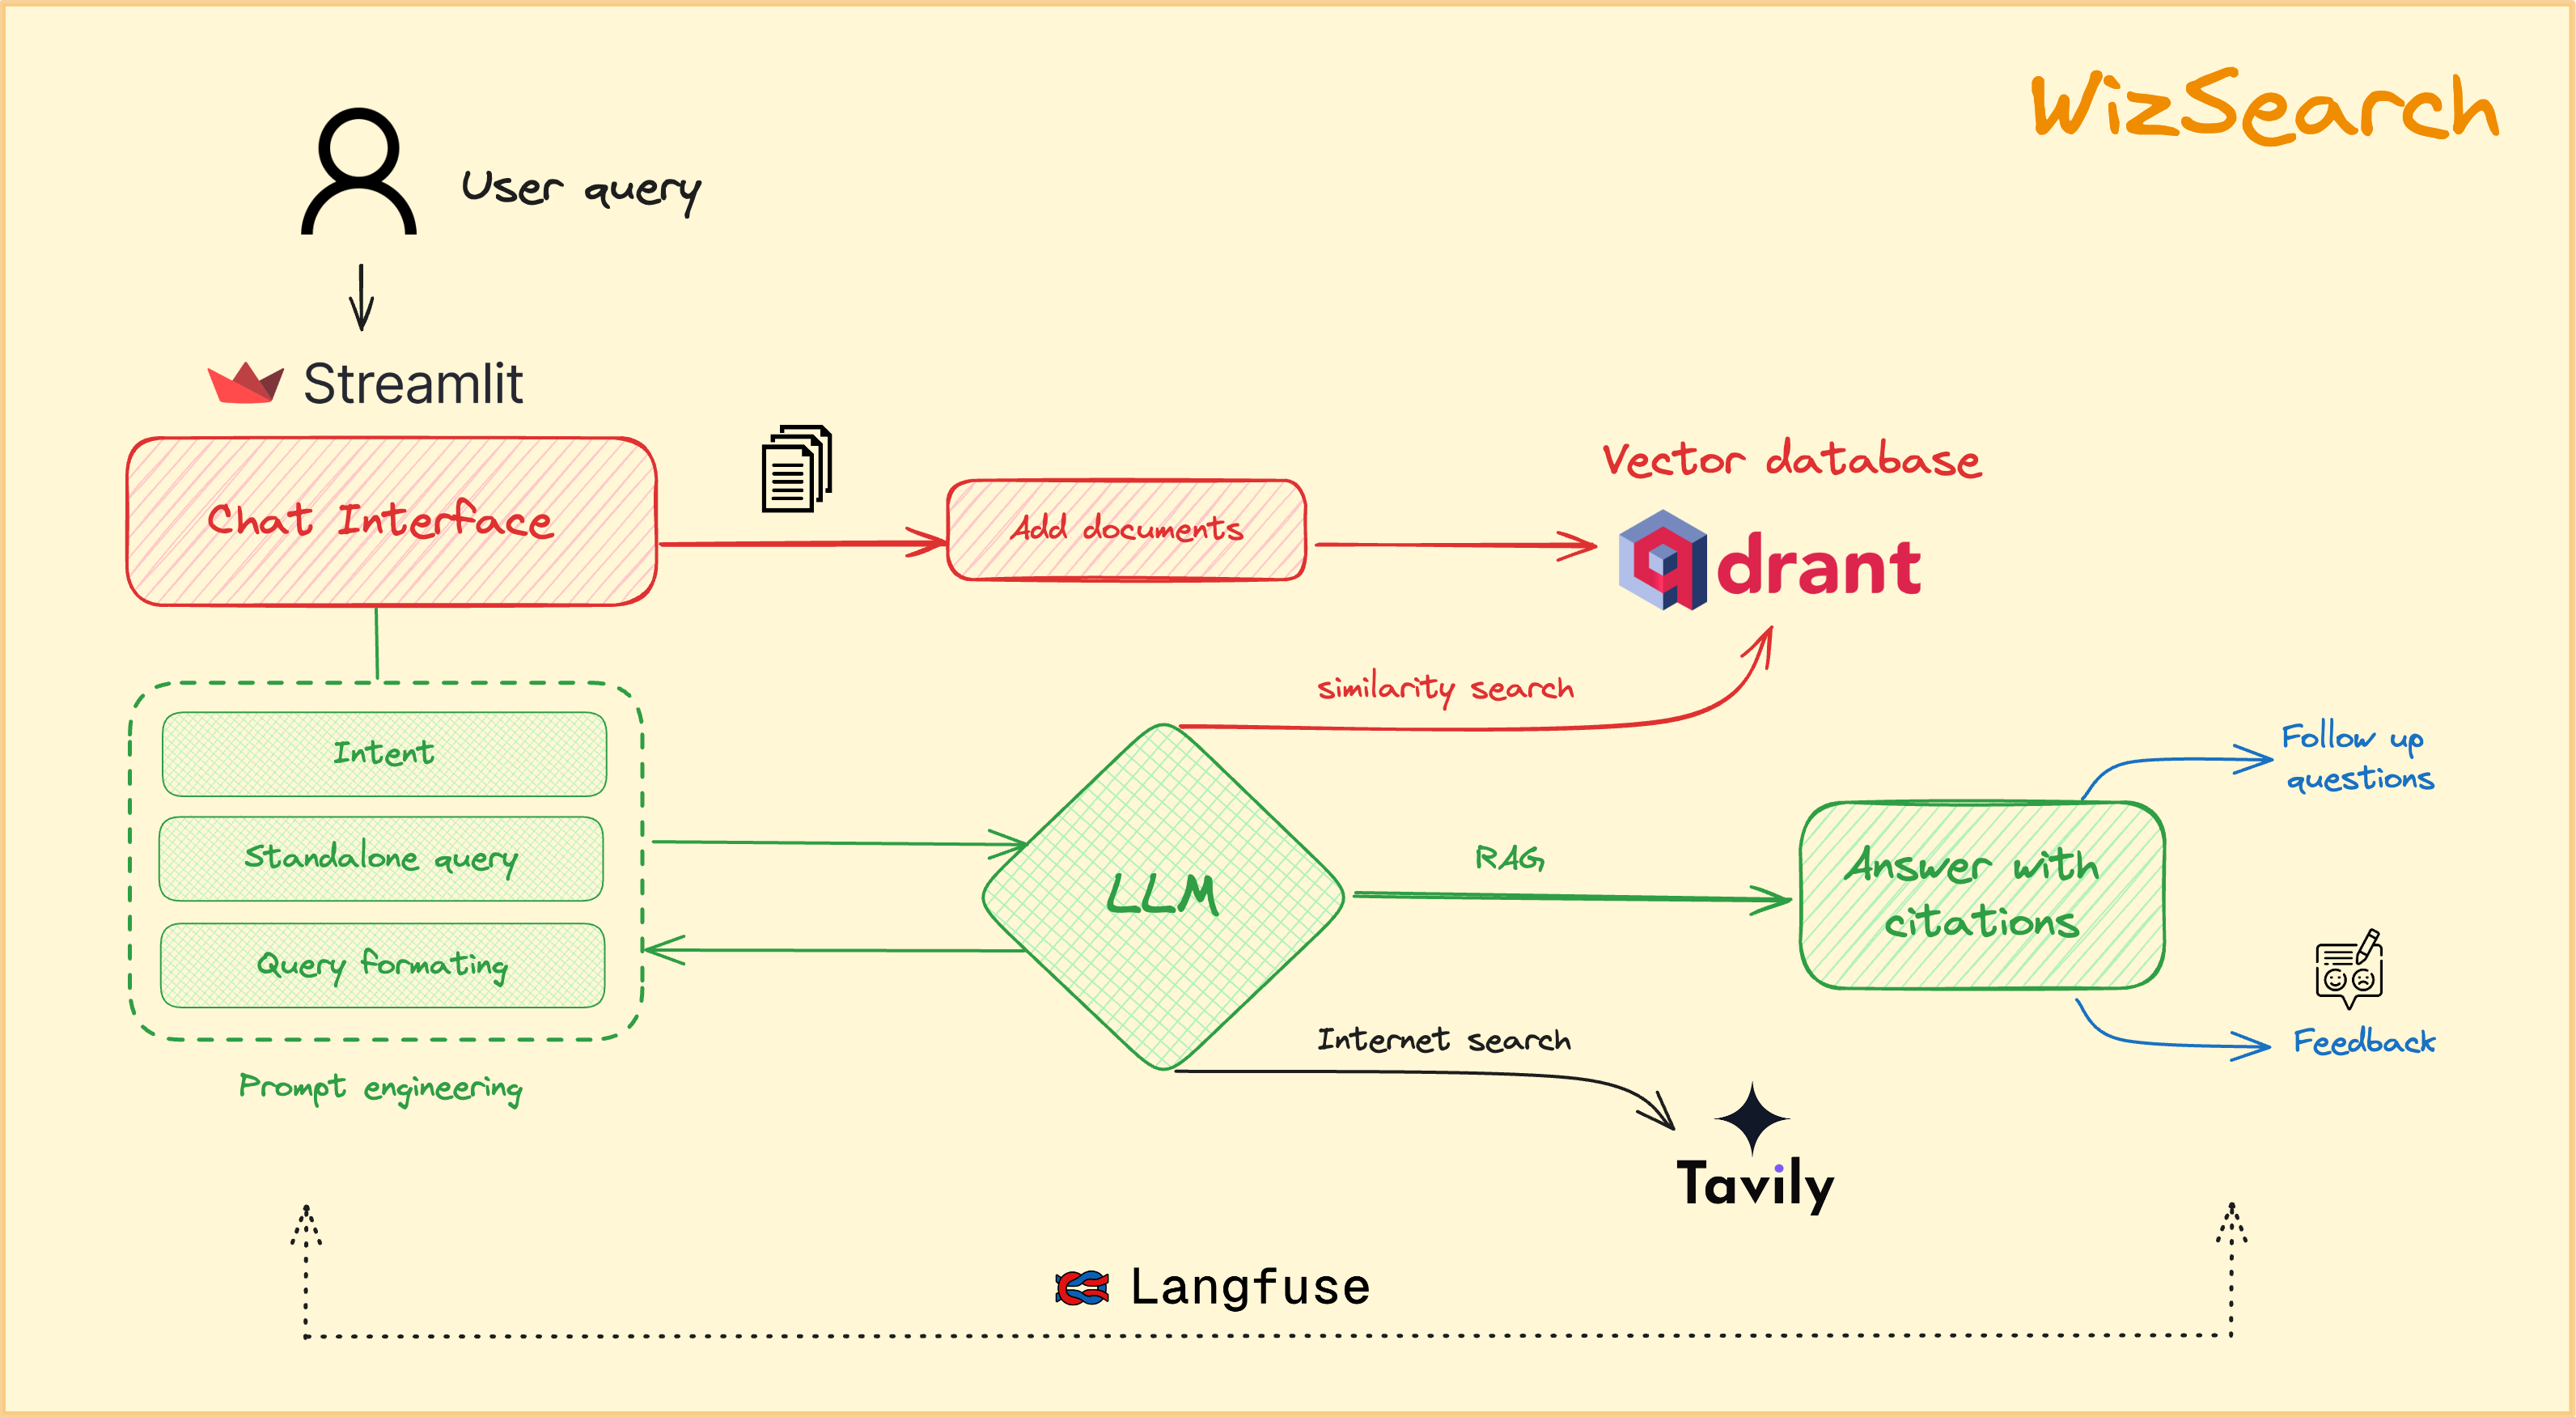 WizSearch
User query
Streamlit
Chat Interface
Add documents
Vector database
qdrant
similarity search
Intent
Standalone query
Query formating
Prompt engineering
LLM
RAG
Answer with
citations
Follow up
questions
Feedback
Internet search
Tavily
Langfuse